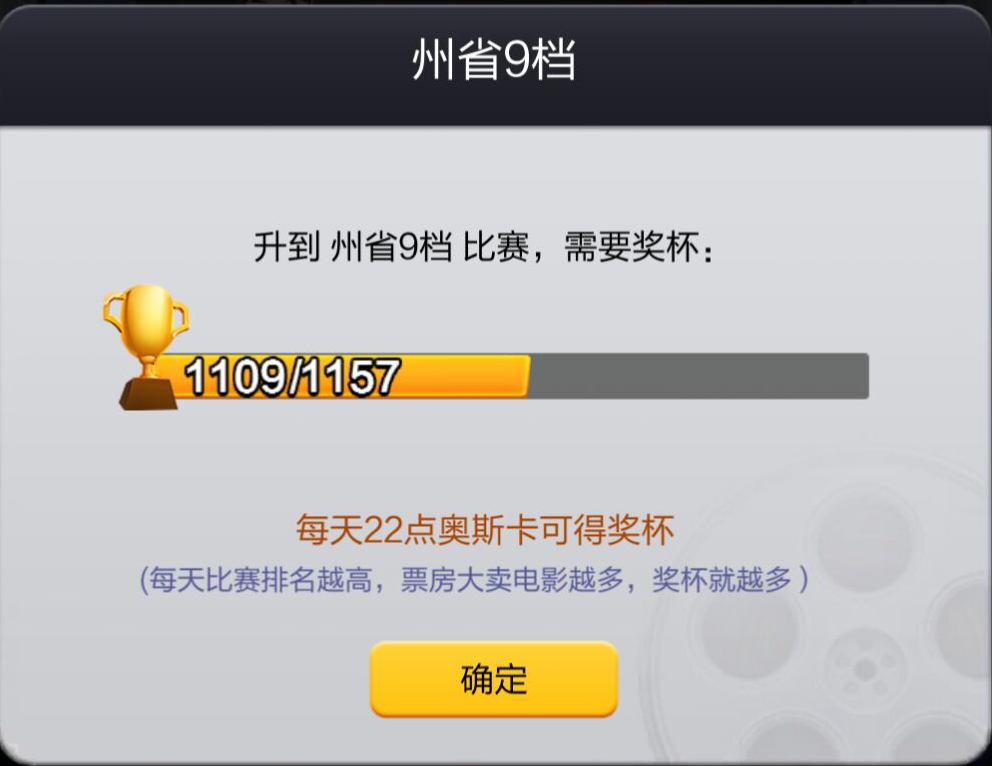 州省9档
升到 州省9档 比赛，需要奖杯：
1109/1157
每天22点奥斯卡可得奖杯
(每天比赛排名越高，票房大卖电影越多，奖杯就越多)
确定